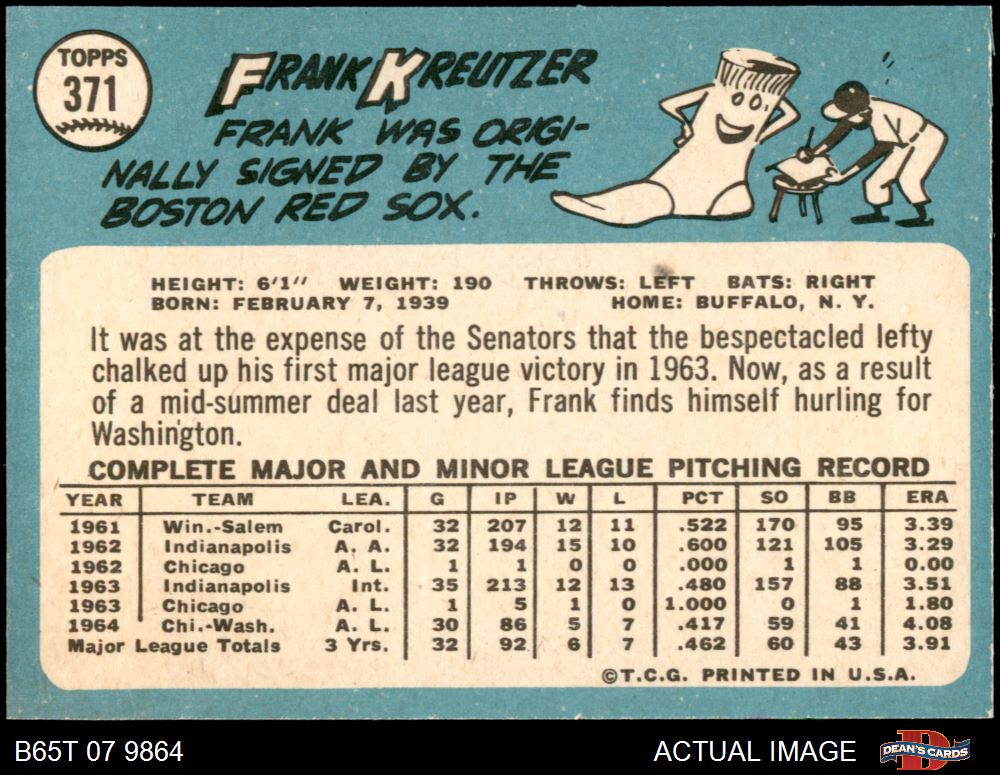 TOPPS
371
FRANK KREUTZER
FRANK WAS ORIGI-
NALLY SIGNED BY THE
BOSTON RED SOX.
HEIGHT: 6'1" WEIGHT: 190 THROWS: LEFT BATS: RIGHT
BORN: FEBRUARY 7, 1939 HOME: BUFFALO, N. Y.
It was at the expense of the Senators that the bespectacled lefty
chalked up his first major league victory in 1963. Now, as a result
of a mid-summer deal last year, Frank finds himself hurling for
Washington.
COMPLETE MAJOR AND MINOR LEAGUE PITCHING RECORD
YEAR TEAM LEA. G IP W L PCT SO BB ERA
1961 Win.-Salem Carol. 32 207 12 11 .522 170 95 3.39
1962 Indianapolis A. A. 32 194 15 10 .600 121 105 3.29
1962 Chicago A. L. 1 1 0 0 .000 1 1 0.00
1963 Indianapolis Int. 35 213 12 13 .480 157 88 3.51
1963 Chicago A. L. 1 5 1 0 1.000 0 1 1.80
1964 Chi.-Wash. A. L. 30 86 5 7 .417 59 41 4.08
Major League Totals 3 Yrs. 32 92 6 7 .462 60 43 3.91
©T.C.G. PRINTED IN U.S.A.
B65T 07 9864 ACTUAL IMAGE DEAN'S CARDS